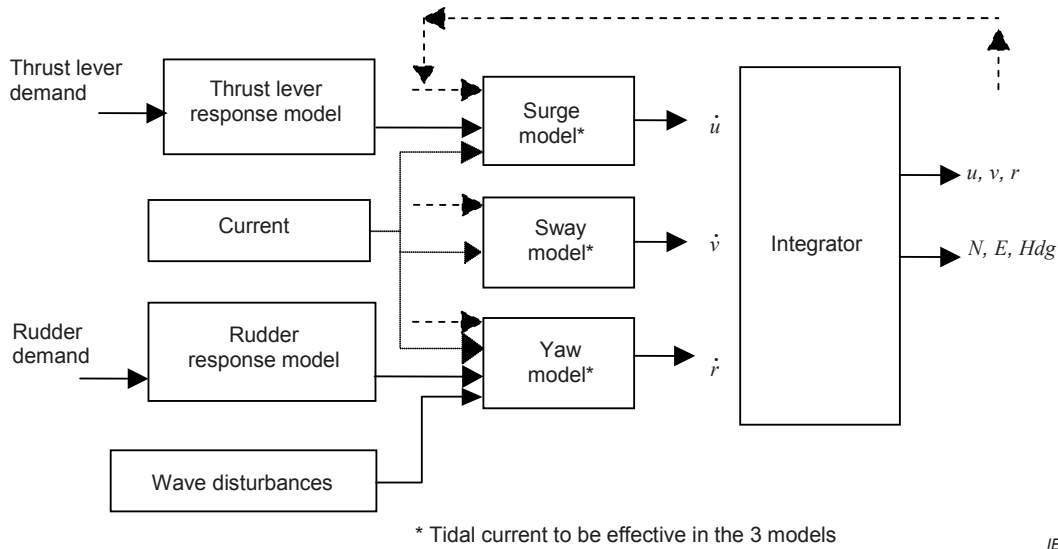 Thrust lever
demand
Thrust lever
response model
Surge
model*
u̇
Current
Sway
model*
v̇
Integrator
u, v, r
N, E, Hdg
Rudder
demand
Rudder
response model
Yaw
model*
ṙ
Wave disturbances
* Tidal current to be effective in the 3 models